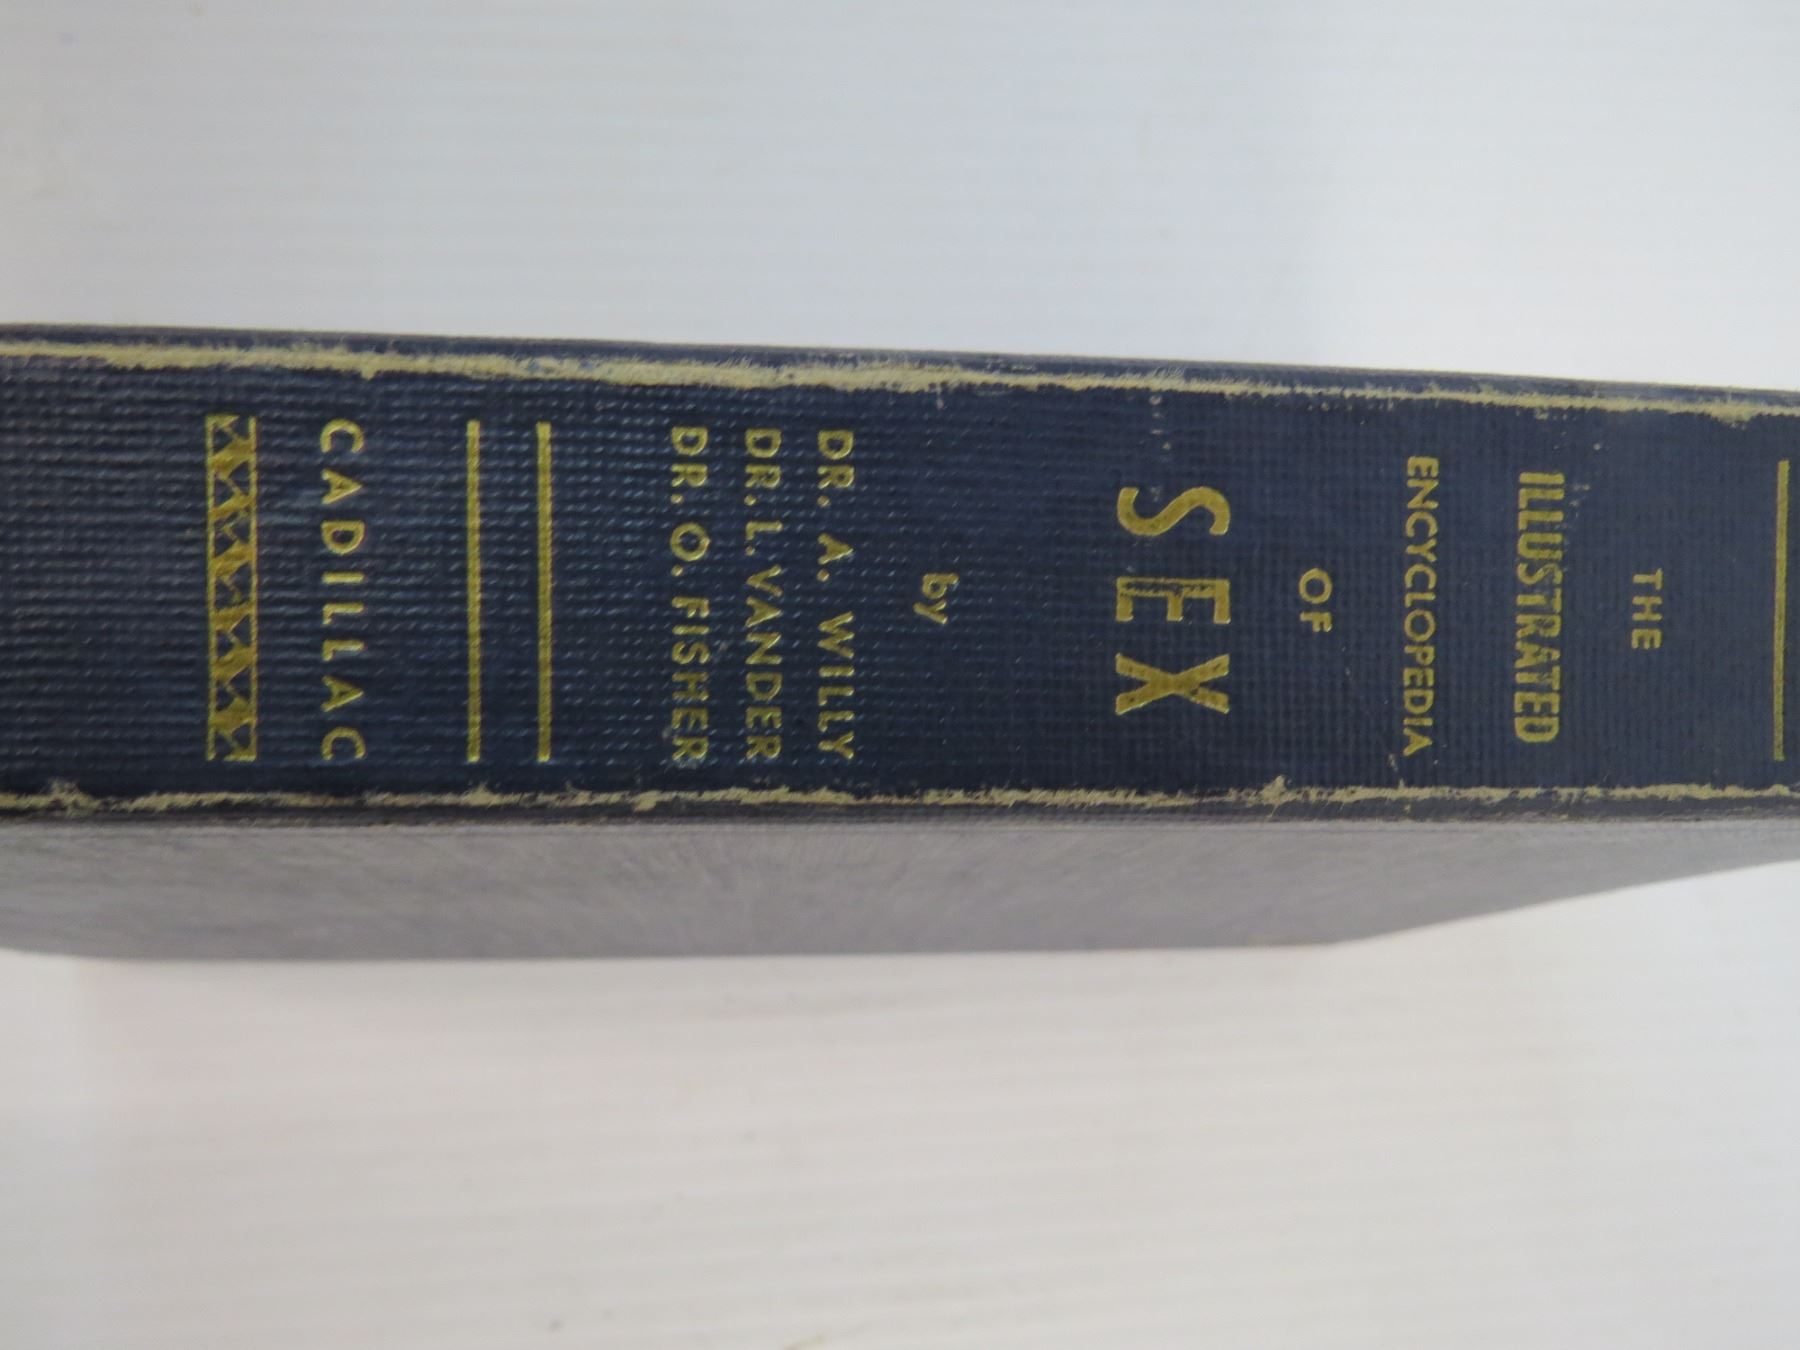 THE
ILLUSTRATED
ENCYCLOPEDIA
OF
SEX
by
DR. A. WILLY
DR. L. VANDER
DR. O. FISHER
CADILLAC